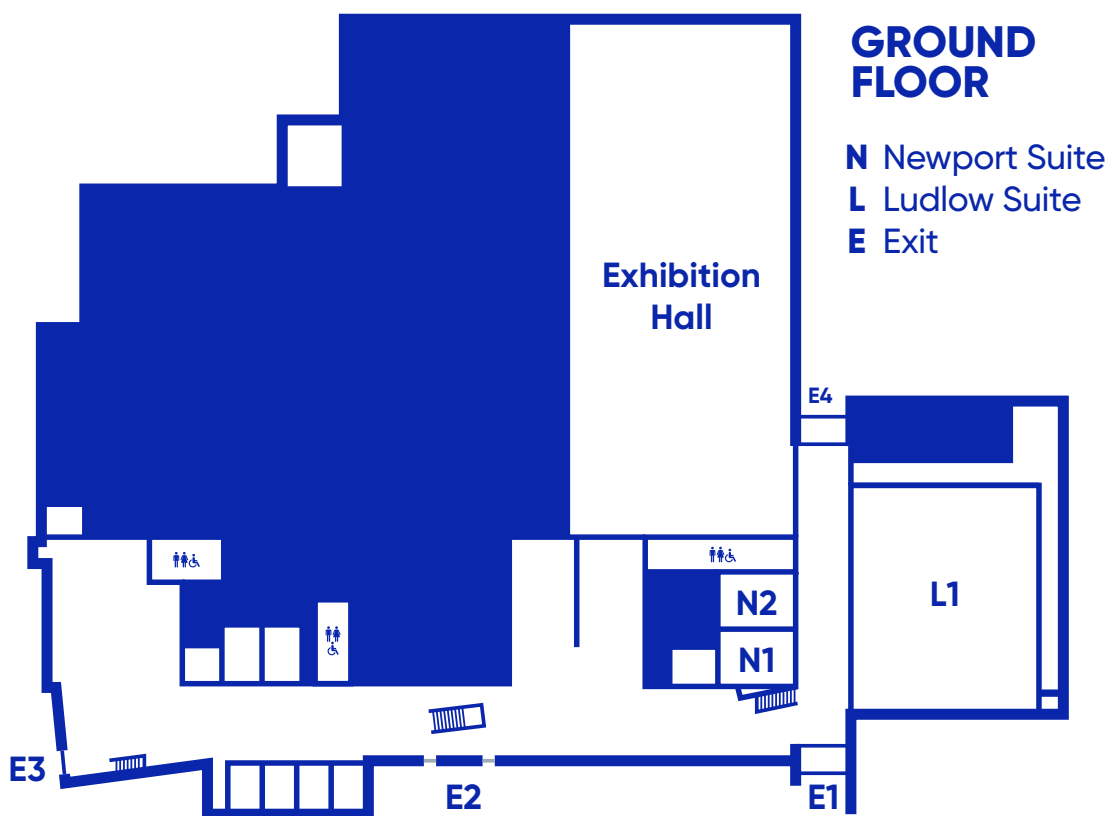 GROUND
FLOOR
N Newport Suite
L Ludlow Suite
E Exit
Exhibition
Hall
E4
N2
L1
N1
E3
E2
E1